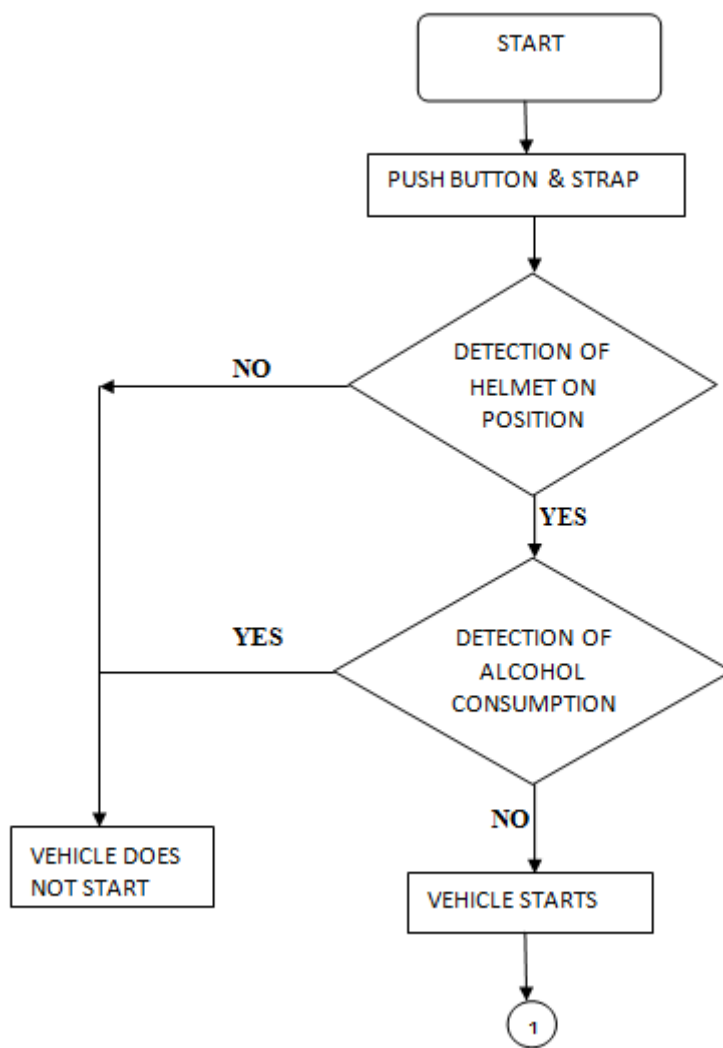 START
PUSH BUTTON & STRAP
DETECTION OF
HELMET ON
POSITION
NO
YES
DETECTION OF
ALCOHOL
CONSUMPTION
YES
NO
VEHICLE DOES
NOT START
VEHICLE STARTS
1